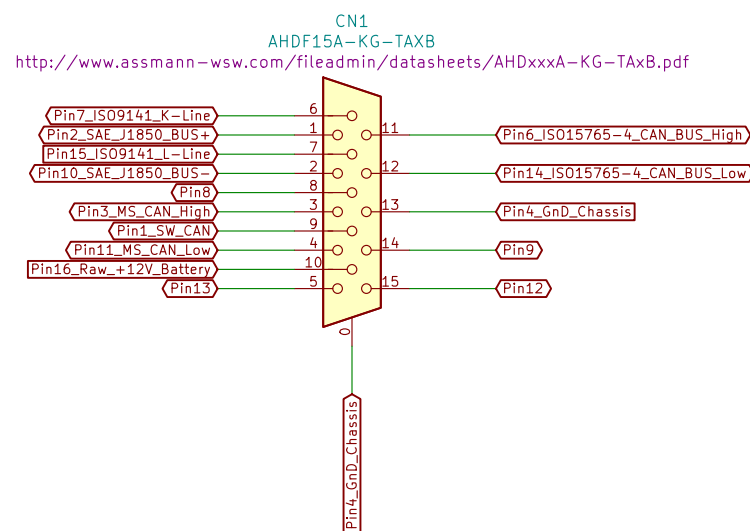 CN1
AHDF15A-KG-TAXB
http://www.assmann-wsw.com/fileadmin/datasheets/AHDxxxA-KG-TAxB.pdf
Pin7_ISO9141_K-Line 6
Pin2_SAE_J1850_BUS+ 1 11 Pin6_ISO15765-4_CAN_BUS_High
Pin15_ISO9141_L-Line 7
Pin10_SAE_J1850_BUS- 2 12 Pin14_ISO15765-4_CAN_BUS_Low
Pin8 8
Pin3_MS_CAN_High 3 13 Pin4_GnD_Chassis
Pin1_SW_CAN 9
Pin11_MS_CAN_Low 4 14 Pin9
Pin16_Raw_+12V_Battery 10
Pin13 5 15 Pin12
0
Pin4_GnD_Chassis